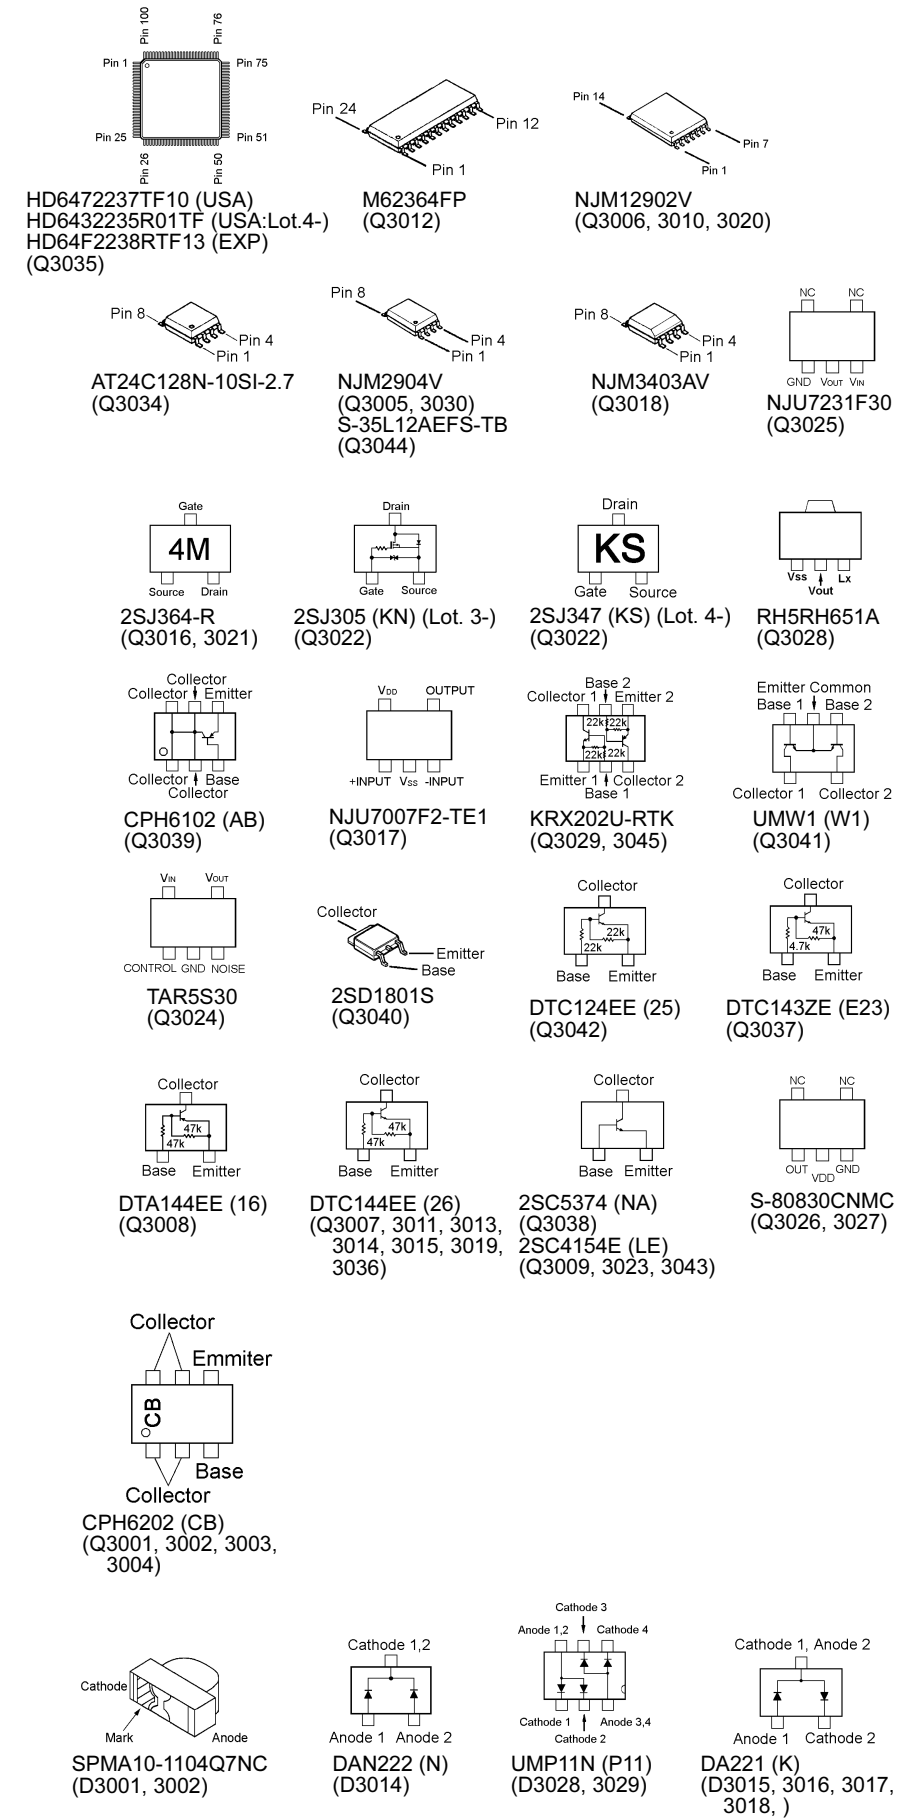 Pin 100
Pin 76
Pin 1
Pin 75
Pin 25
Pin 51
Pin 26
Pin 50
HD6472237TF10 (USA)
HD6432235R01TF (USA:Lot.4-)
HD64F2238RTF13 (EXP)
(Q3035)
Pin 24
Pin 12
Pin 1
M62364FP
(Q3012)
Pin 14
Pin 7
Pin 1
NJM12902V
(Q3006, 3010, 3020)
Pin 8
Pin 4
Pin 1
AT24C128N-10SI-2.7
(Q3034)
Pin 8
Pin 4
Pin 1
NJM2904V
(Q3005, 3030)
S-35L12AEFS-TB
(Q3044)
Pin 8
Pin 4
Pin 1
NJM3403AV
(Q3018)
NC NC
GND VOUT VIN
NJU7231F30
(Q3025)
Gate
4M
Source Drain
2SJ364-R
(Q3016, 3021)
Drain
Gate Source
2SJ305 (KN) (Lot. 3-)
(Q3022)
Drain
KS
Gate Source
2SJ347 (KS) (Lot. 4-)
(Q3022)
Vss Lx
Vout
RH5RH651A
(Q3028)
Collector
Collector Emitter
Collector Base
Collector
CPH6102 (AB)
(Q3039)
VDD OUTPUT
+INPUT VSS -INPUT
NJU7007F2-TE1
(Q3017)
Base 2
Collector 1 Emitter 2
22k 22k
22k 22k
Emitter 1 Collector 2
Base 1
KRX202U-RTK
(Q3029, 3045)
Emitter Common
Base 1 Base 2
Collector 1 Collector 2
UMW1 (W1)
(Q3041)
VIN VOUT
CONTROL GND NOISE
TAR5S30
(Q3024)
Collector
Emitter
Base
2SD1801S
(Q3040)
Collector
22k
22k
Base Emitter
DTC124EE (25)
(Q3042)
Collector
47k
4.7k
Base Emitter
DTC143ZE (E23)
(Q3037)
Collector
47k
47k
Base Emitter
DTA144EE (16)
(Q3008)
Collector
47k
47k
Base Emitter
DTC144EE (26)
(Q3007, 3011, 3013,
3014, 3015, 3019,
3036)
Collector
Base Emitter
2SC5374 (NA)
(Q3038)
2SC4154E (LE)
(Q3009, 3023, 3043)
NC NC
OUT VDD GND
S-80830CNMC
(Q3026, 3027)
Collector
Emmiter
CB
Base
Collector
CPH6202 (CB)
(Q3001, 3002, 3003,
3004)
Cathode
Mark Anode
SPMA10-1104Q7NC
(D3001, 3002)
Cathode 1,2
Anode 1 Anode 2
DAN222 (N)
(D3014)
Cathode 3
Anode 1,2 Cathode 4
Cathode 1 Anode 3,4
Cathode 2
UMP11N (P11)
(D3028, 3029)
Cathode 1, Anode 2
Anode 1 Cathode 2
DA221 (K)
(D3015, 3016, 3017,
3018, )